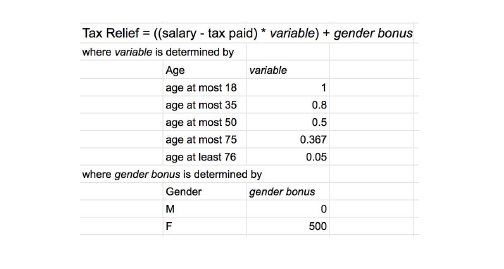 Tax Relief = ((salary - tax paid) * variable) + gender bonus
where variable is determined by
Age variable
age at most 18 1
age at most 35 0.8
age at most 50 0.5
age at most 75 0.367
age at least 76 0.05
where gender bonus is determined by
Gender gender bonus
M 0
F 500